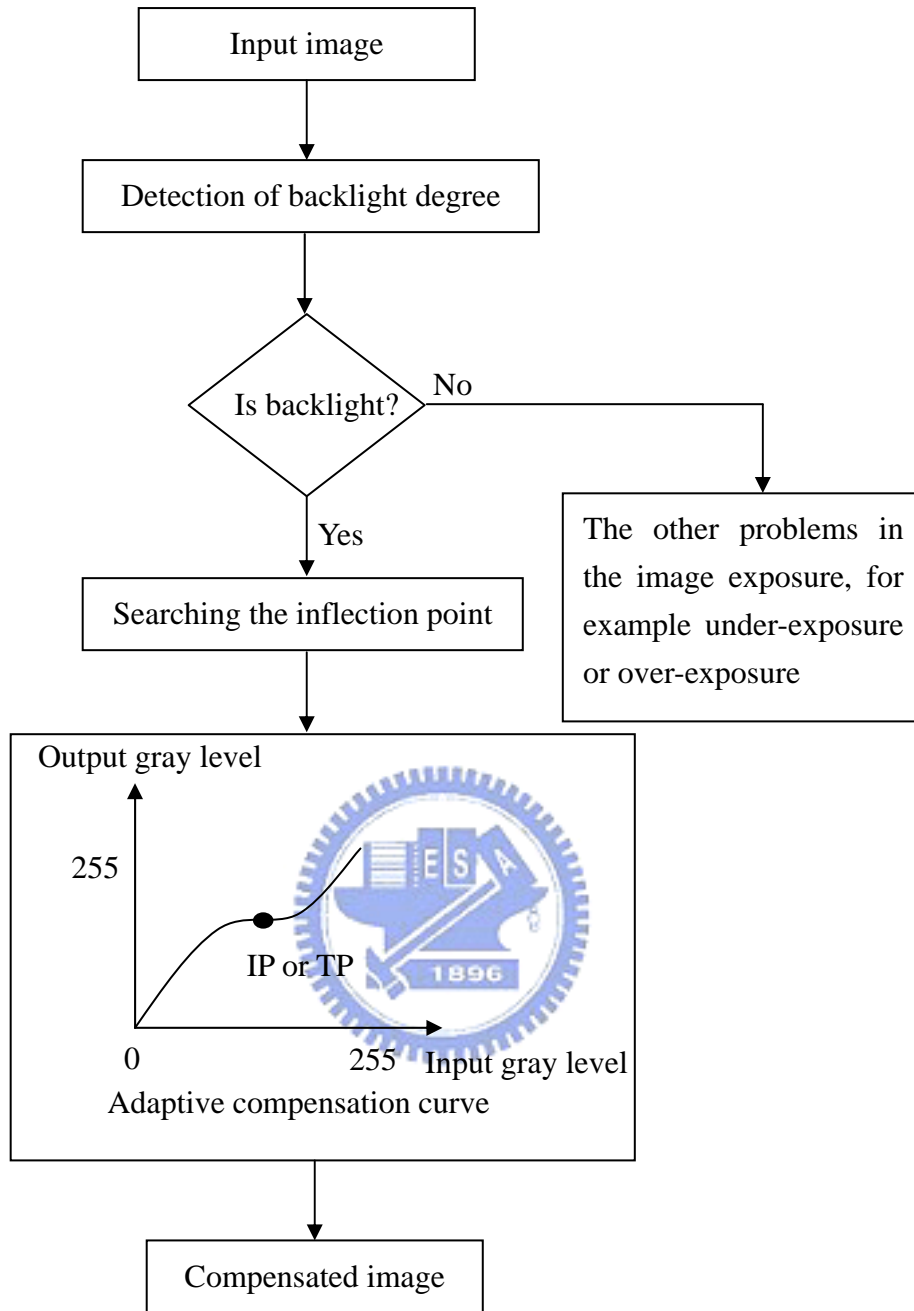 Input image
Detection of backlight degree
Is backlight?
No
Yes
The other problems in
the image exposure, for
example under-exposure
or over-exposure
Searching the inflection point
Output gray level
255
ESA
IP or TP
1896
0
255
Input gray level
Adaptive compensation curve
Compensated image